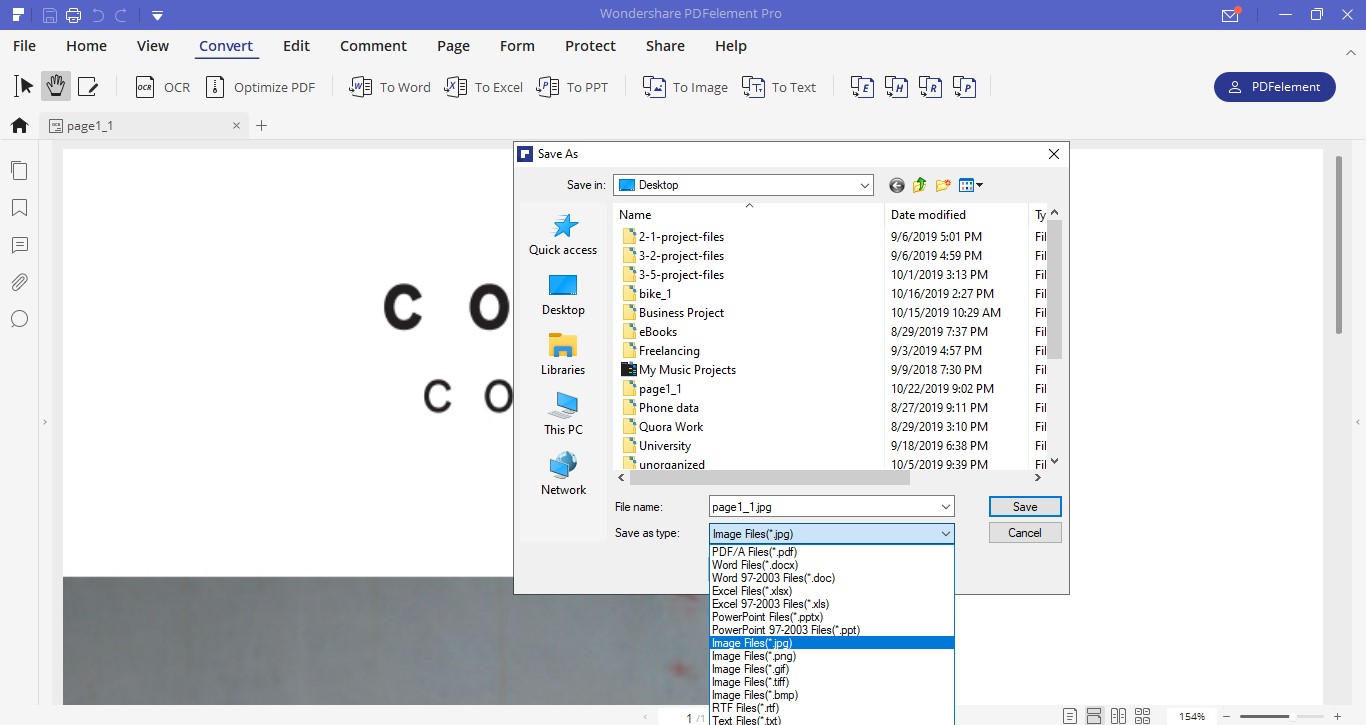 Wondershare PDFelement Pro
File Home View Convert Edit Comment Page Form Protect Share Help
OCR OCR Optimize PDF W To Word X To Excel P To PPT To Image T To Text E H R P PDFelement
page1_1
Save As
Save in: Desktop
Name Date modified Ty
Quick access
Desktop
Libraries
This PC
Network
2-1-project-files 9/6/2019 5:01 PM Fil
3-2-project-files 9/6/2019 4:59 PM Fil
3-5-project-files 10/1/2019 3:13 PM Fil
bike_1 10/16/2019 2:27 PM Fil
Business Project 10/15/2019 10:29 AM Fil
eBooks 8/29/2019 7:37 PM Fil
Freelancing 9/3/2019 4:57 PM Fil
My Music Projects 9/9/2018 7:30 PM Fil
page1_1 10/22/2019 9:02 PM Fil
Phone data 8/27/2019 9:11 PM Fil
Quora Work 8/29/2019 3:10 PM Fil
University 9/18/2019 6:38 PM Fil
unorganized 10/5/2019 9:39 PM Fil
C O
C O
File name: page1_1.jpg Save
Save as type: Image Files(*.jpg) Cancel
PDF/A Files(*.pdf)
Word Files(*.docx)
Word 97-2003 Files(*.doc)
Excel Files(*.xlsx)
Excel 97-2003 Files(*.xls)
PowerPoint Files(*.pptx)
PowerPoint 97-2003 Files(*.ppt)
Image Files(*.jpg)
Image Files(*.png)
Image Files(*.gif)
Image Files(*.tiff)
Image Files(*.bmp)
RTF Files(*.rtf)
Text Files(*.txt)
1 /1
154%